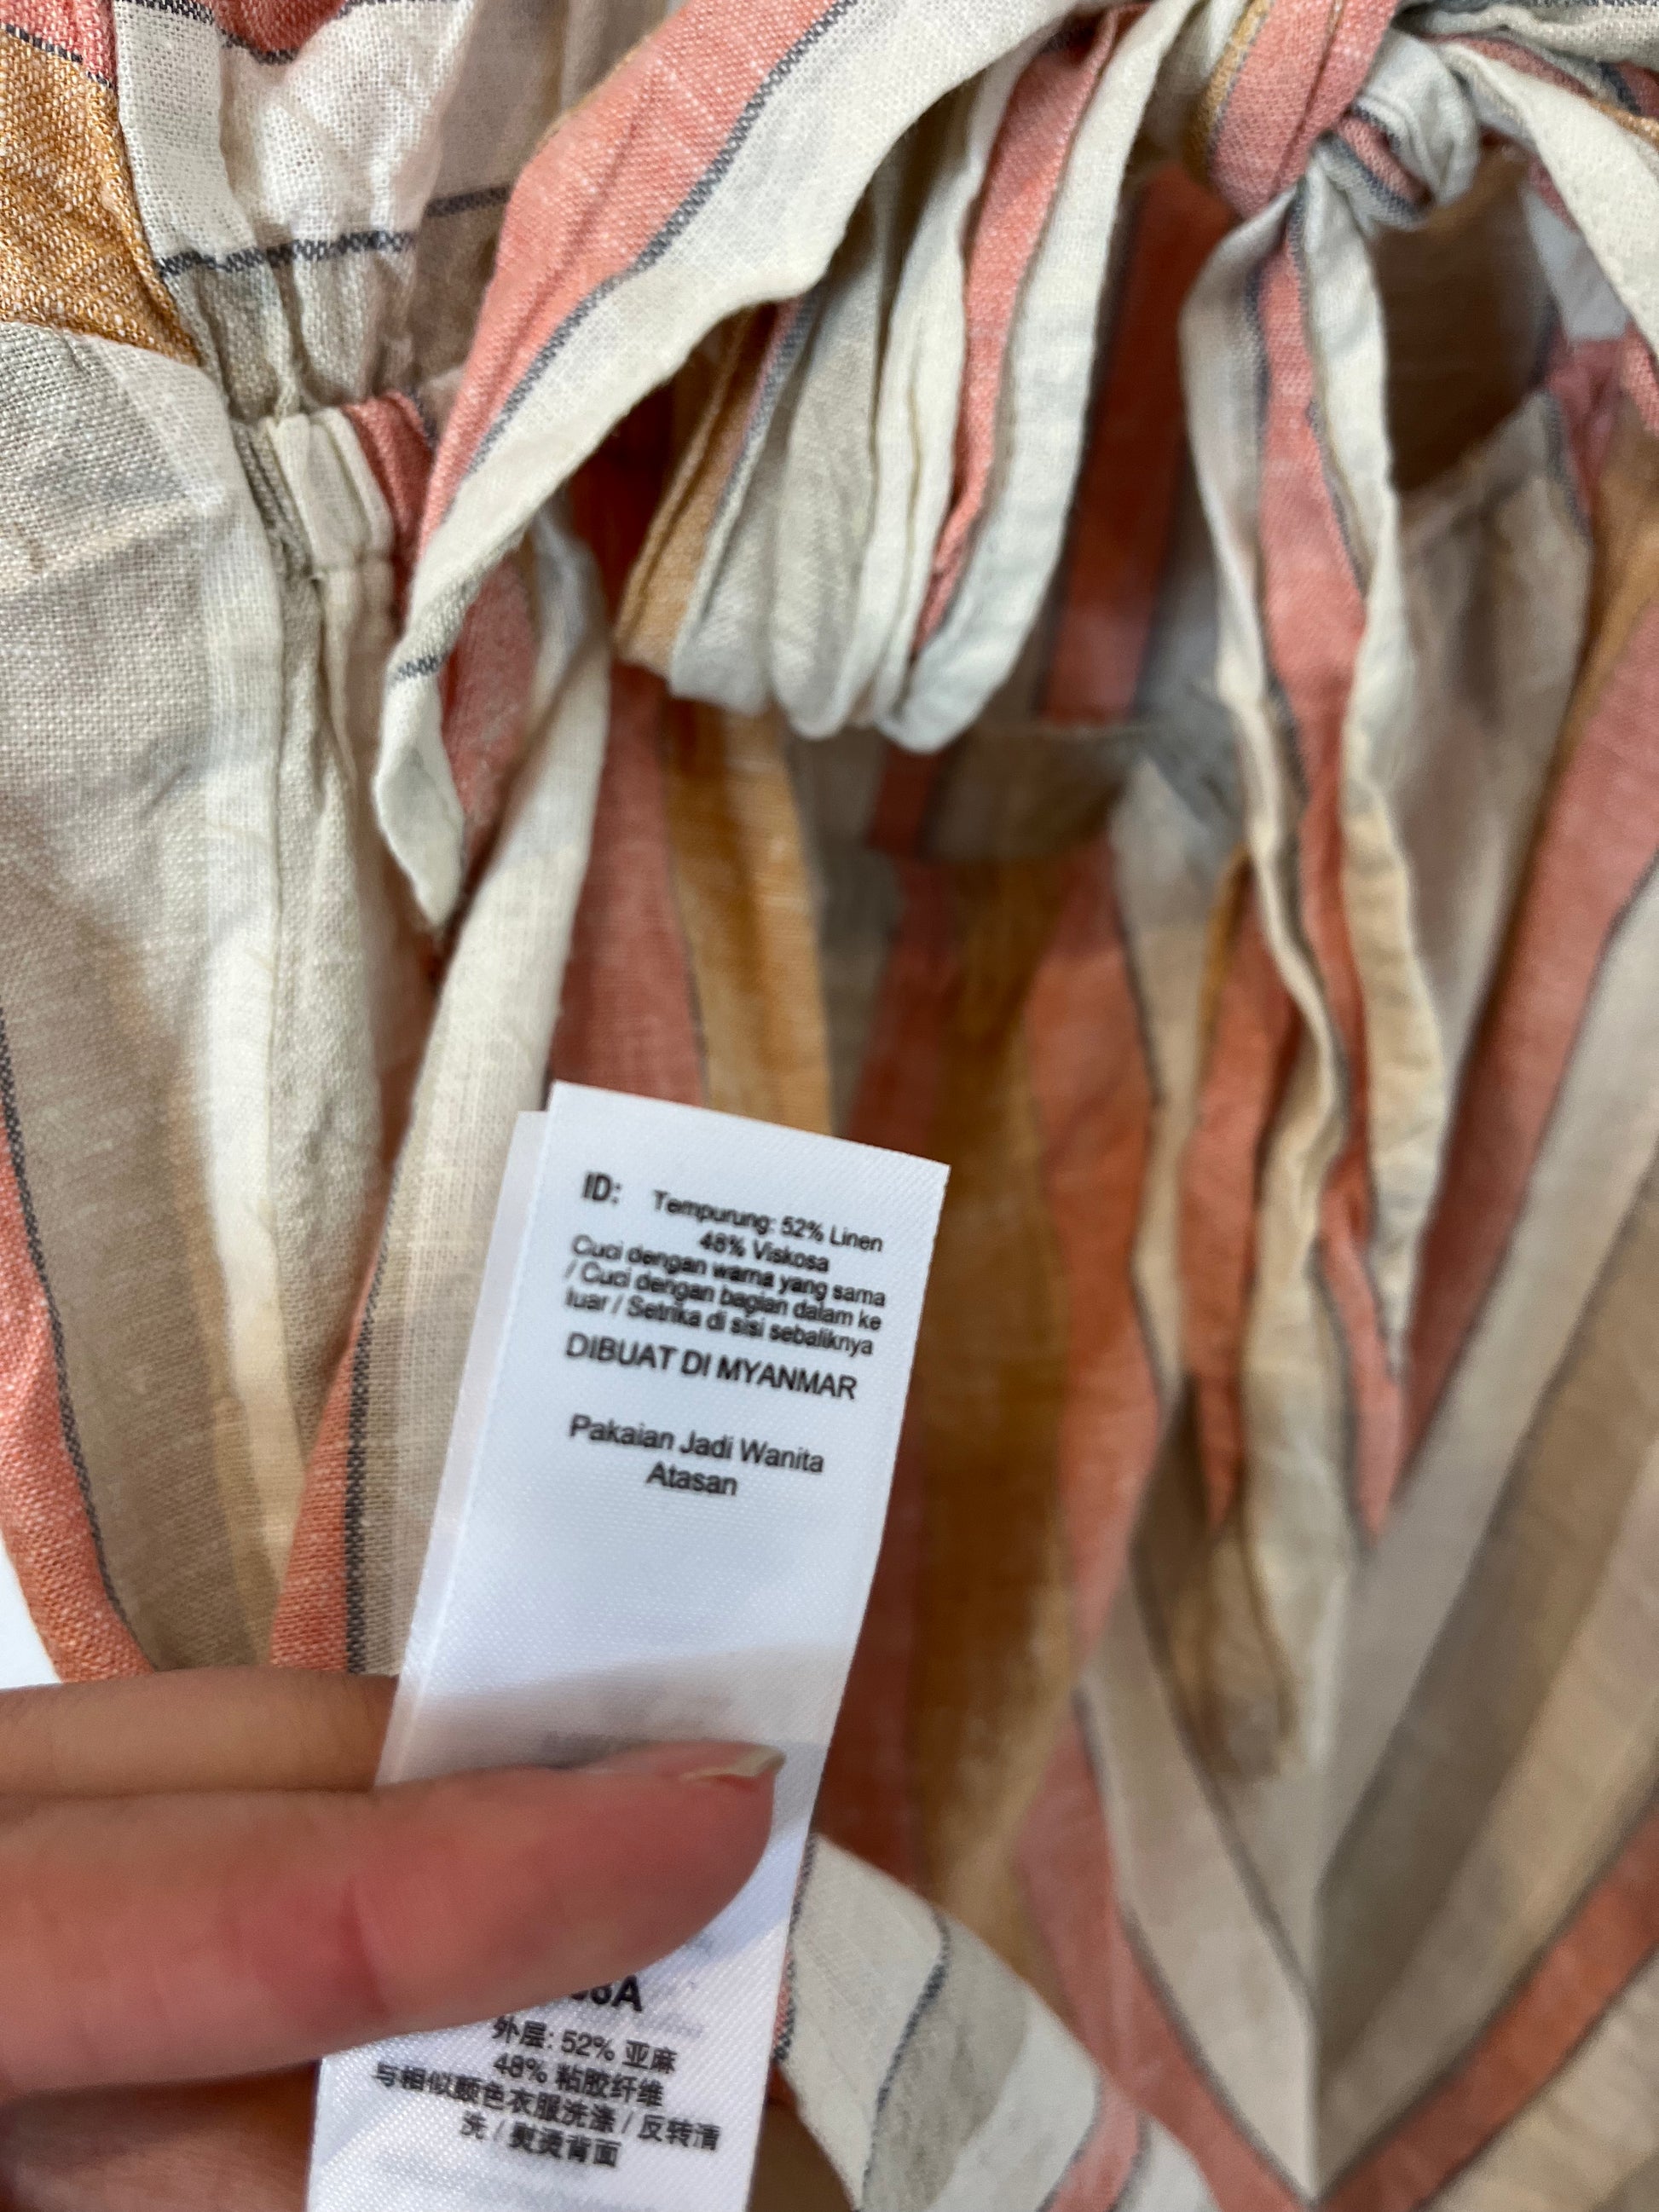 ID: Tempurung: 52% Linen
48% Viskosa
Cuci dengan warna yang sama
/ Cuci dengan bagian dalam ke
luar / Setrika di sisi sebaliknya
DIBUAT DI MYANMAR
Pakaian Jadi Wanita
Atasan
外层: 52% 亚麻
48% 粘胶纤维
与相似颜色衣服洗涤 / 反转清
洗 / 熨烫背面